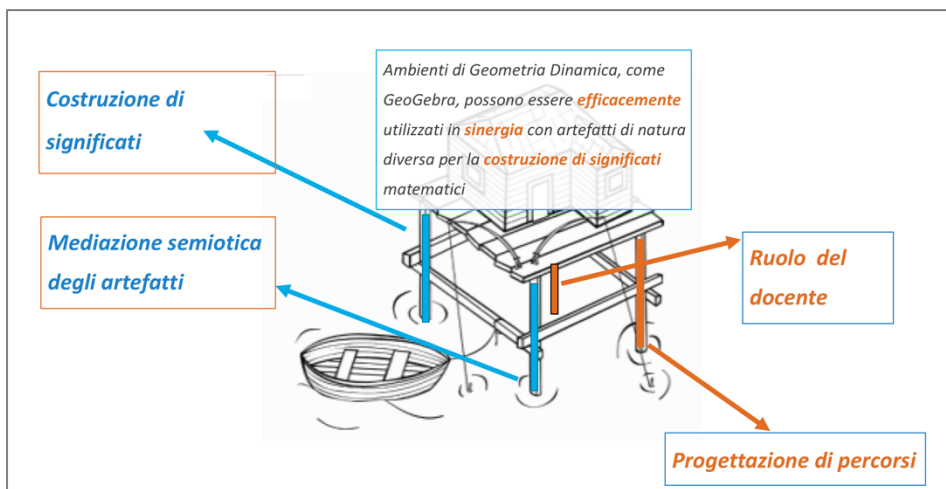 Costruzione di
significati
Ambienti di Geometria Dinamica, come
GeoGebra, possono essere efficacemente
utilizzati in sinergia con artefatti di natura
diversa per la costruzione di significati
matematici
Mediazione semiotica
degli artefatti
Ruolo del
docente
Progettazione di percorsi